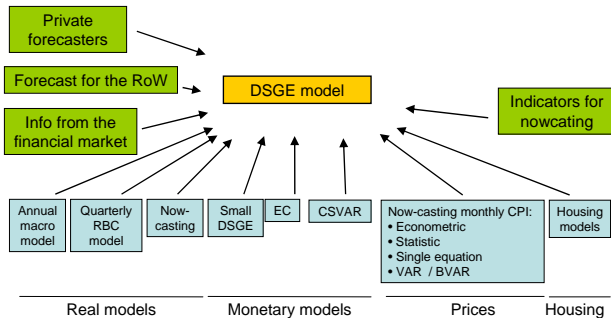 Private
forecasters
Forecast for the RoW
DSGE model
Info from the
financial market
Indicators for
nowcating
Annual
macro
model
Quarterly
RBC
model
Now-
casting
Small
DSGE
EC
CSVAR
Now-casting monthly CPI:
• Econometric
• Statistic
• Single equation
• VAR / BVAR
Housing
models
Real models
Monetary models
Prices
Housing